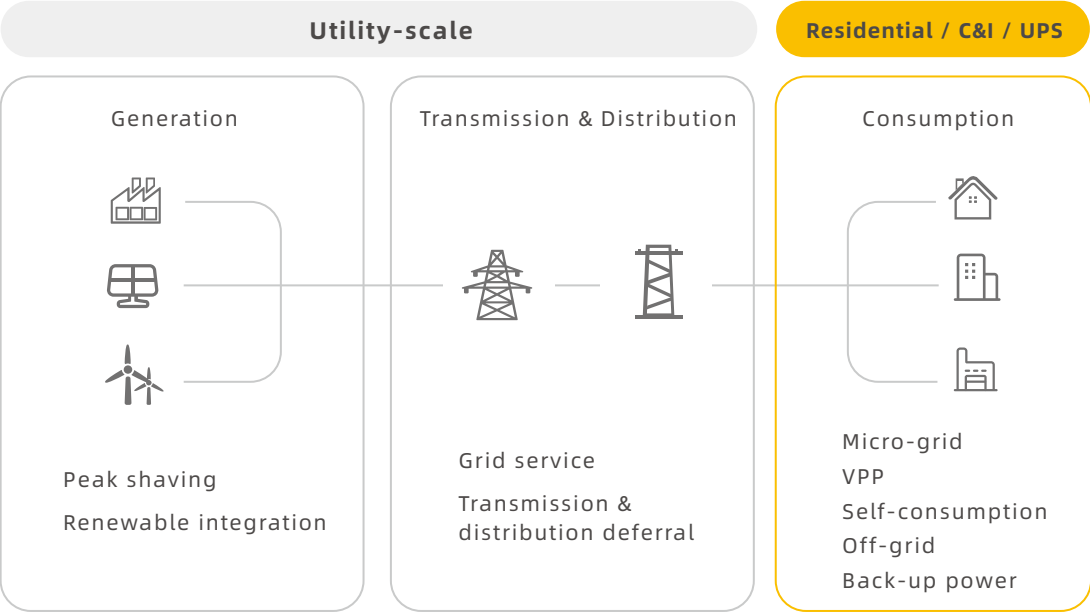 Utility-scale
Residential / C&I / UPS
Generation
Transmission & Distribution
Consumption
Peak shaving
Renewable integration
Grid service
Transmission &
distribution deferral
Micro-grid
VPP
Self-consumption
Off-grid
Back-up power